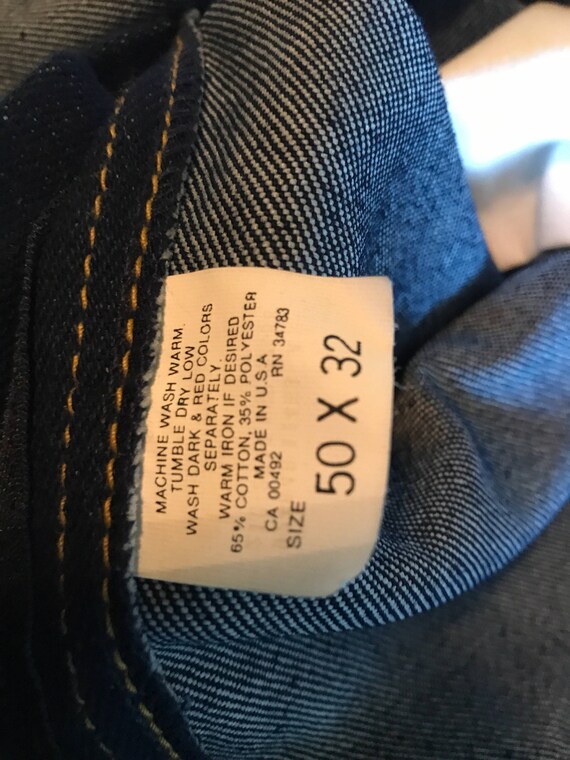 MACHINE WASH WARM.
TUMBLE DRY LOW
WASH DARK & RED COLORS
SEPARATELY.
WARM IRON IF DESIRED
65% COTTON, 35% POLYESTER
MADE IN U.S.A
CA 00492 RN 34783
SIZE 50 X 32